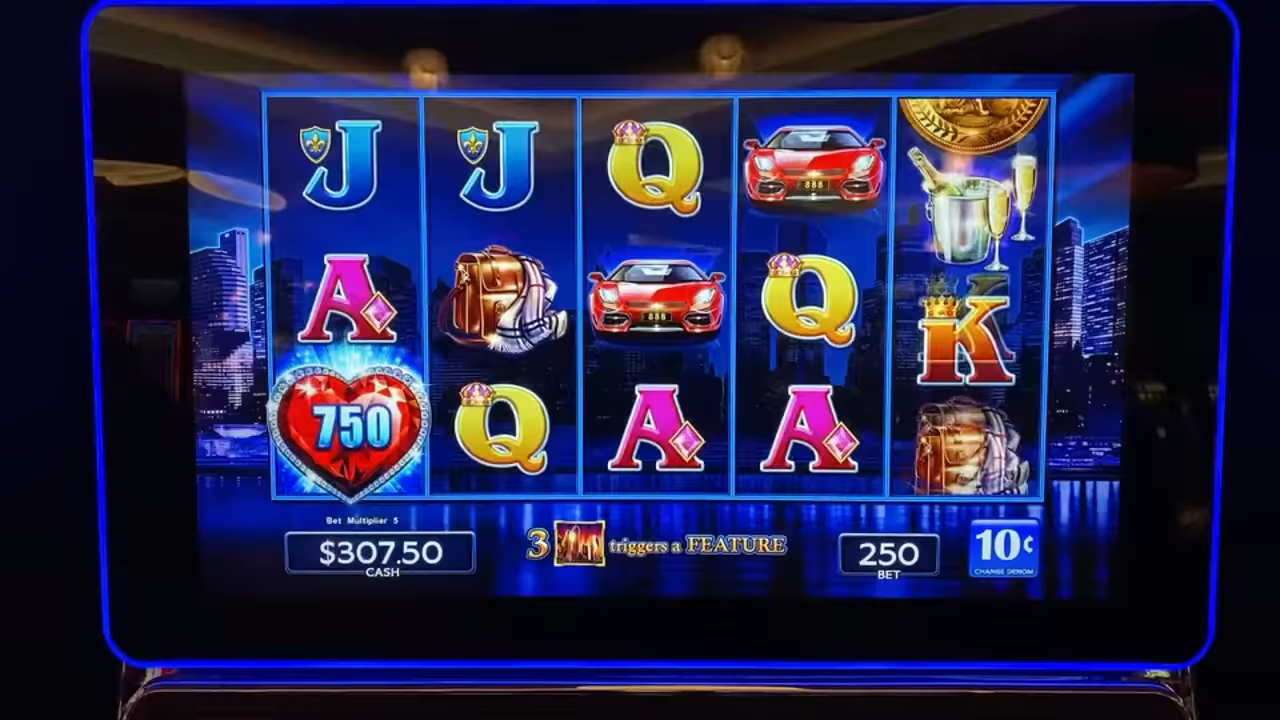 J J Q
888
A
888
Q
K
750
Q A A
Bet Multiplier 5
$307.50
CASH
3 triggers a FEATURE
250
BET
10¢
CHANGE DENOM